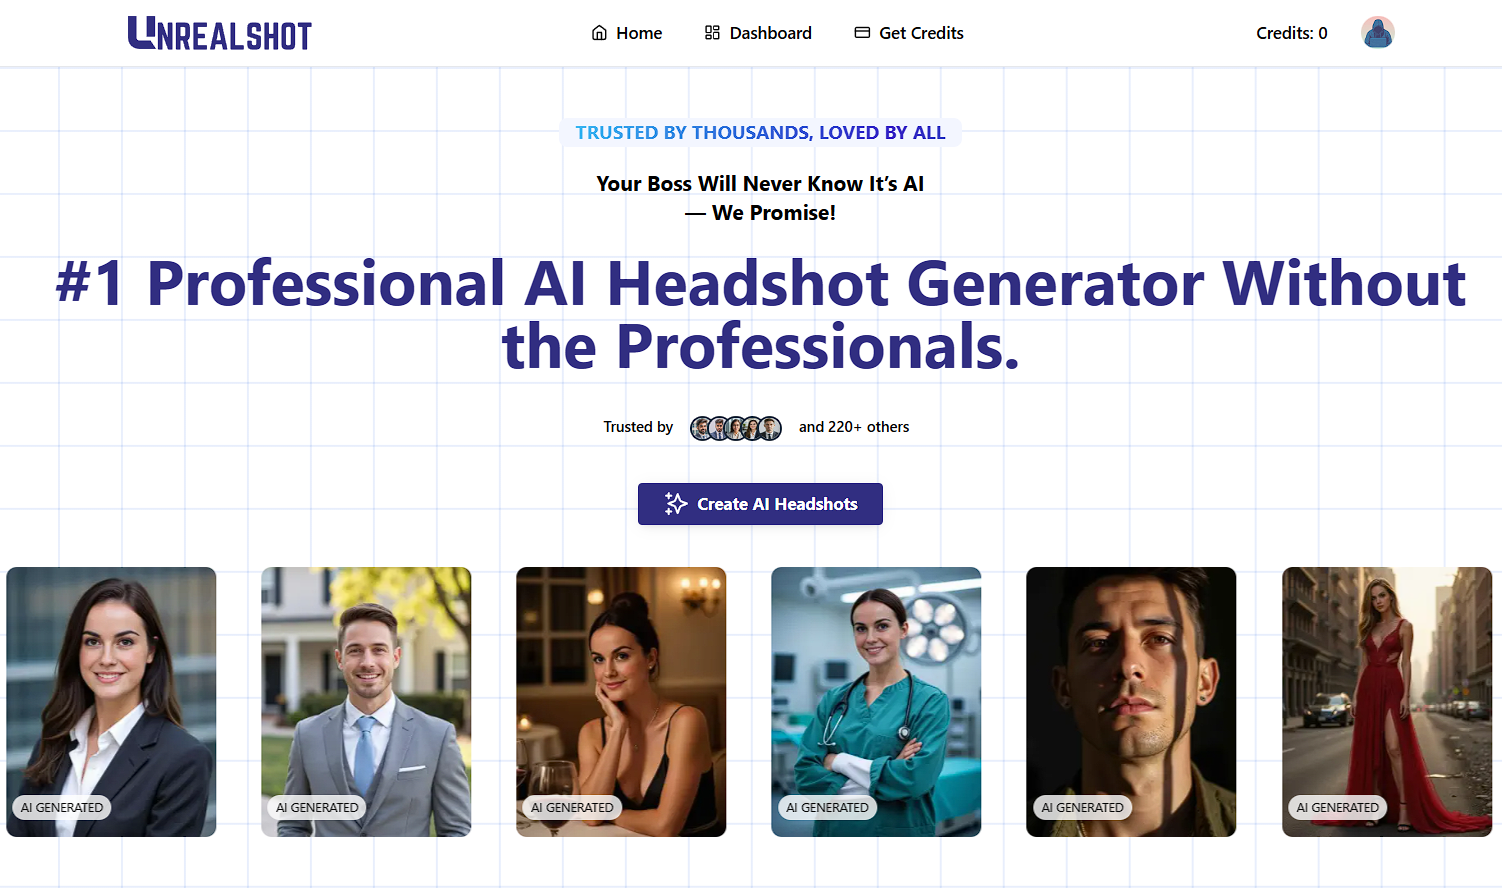 UNREALSHOT
Home
Dashboard
Get Credits
Credits: 0
TRUSTED BY THOUSANDS, LOVED BY ALL
Your Boss Will Never Know It’s AI
— We Promise!
#1 Professional AI Headshot Generator Without
the Professionals.
Trusted by
and 220+ others
Create AI Headshots
AI GENERATED
AI GENERATED
AI GENERATED
AI GENERATED
AI GENERATED
AI GENERATED